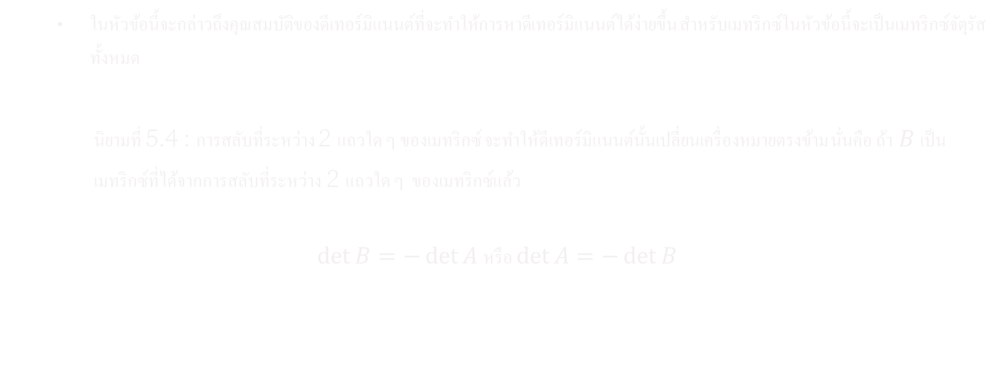 • ในหัวข้อนี้จะกล่าวถึงคุณสมบัติของดีเทอร์มิแนนต์ที่จะทำให้การหาดีเทอร์มิแนนต์ได้ง่ายขึ้น สำหรับเมทริกซ์ในหัวข้อนี้จะเป็นเมทริกซ์จัตุรัส
ทั้งหมด
นิยามที่ 5.4 : การสลับที่ระหว่าง 2 แถวใด ๆ ของเมทริกซ์ จะทำให้ดีเทอร์มิแนนต์นั้นเปลี่ยนเครื่องหมายตรงข้าม นั่นคือ ถ้า B เป็น
เมทริกซ์ที่ได้จากการสลับที่ระหว่าง 2 แถวใด ๆ ของเมทริกซ์แล้ว
det B = − det A หรือ det A = − det B